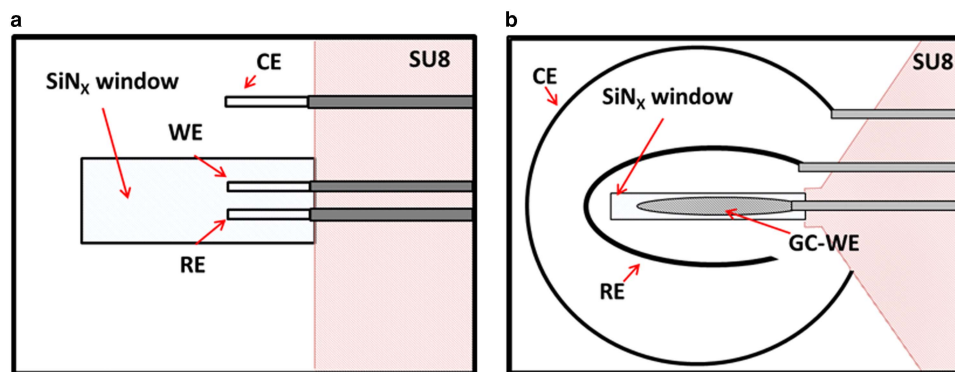 a
CE
SU8
SiNX window
WE
RE
b
CE
SiNX window
SU8
GC-WE
RE